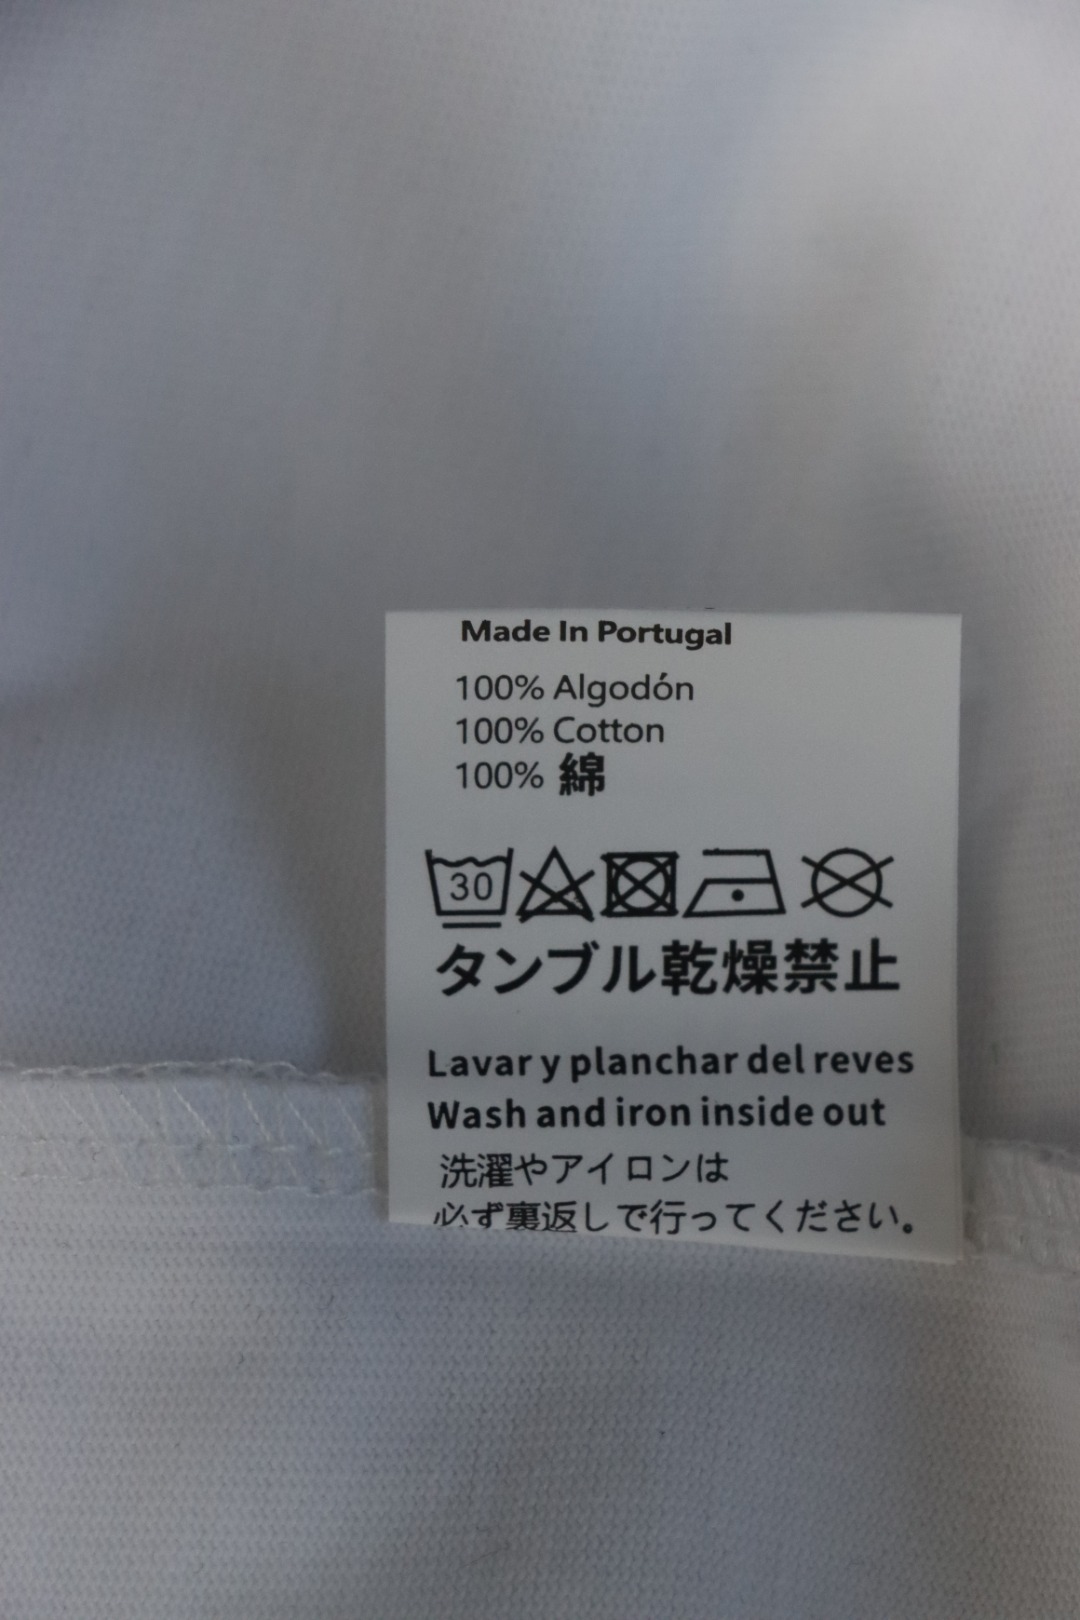 Made In Portugal
100% Algodón
100% Cotton
100% 綿
30
タンブル乾燥禁止
Lavar y planchar del reves
Wash and iron inside out
洗濯やアイロンは
必ず裏返しで行ってください。